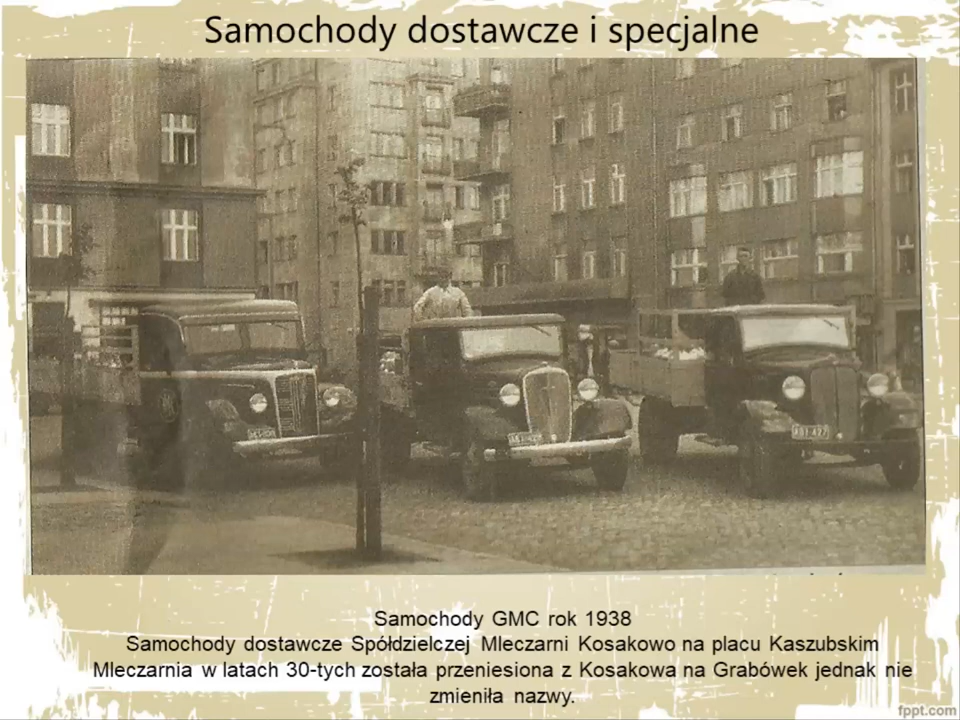 Samochody dostawcze i specjalne
Samochody GMC rok 1938
Samochody dostawcze Spółdzielczej Mleczarni Kosakowo na placu Kaszubskim
Mleczarnia w latach 30-tych została przeniesiona z Kosakowa na Grabówek jednak nie
zmieniła nazwy.
fppt.com